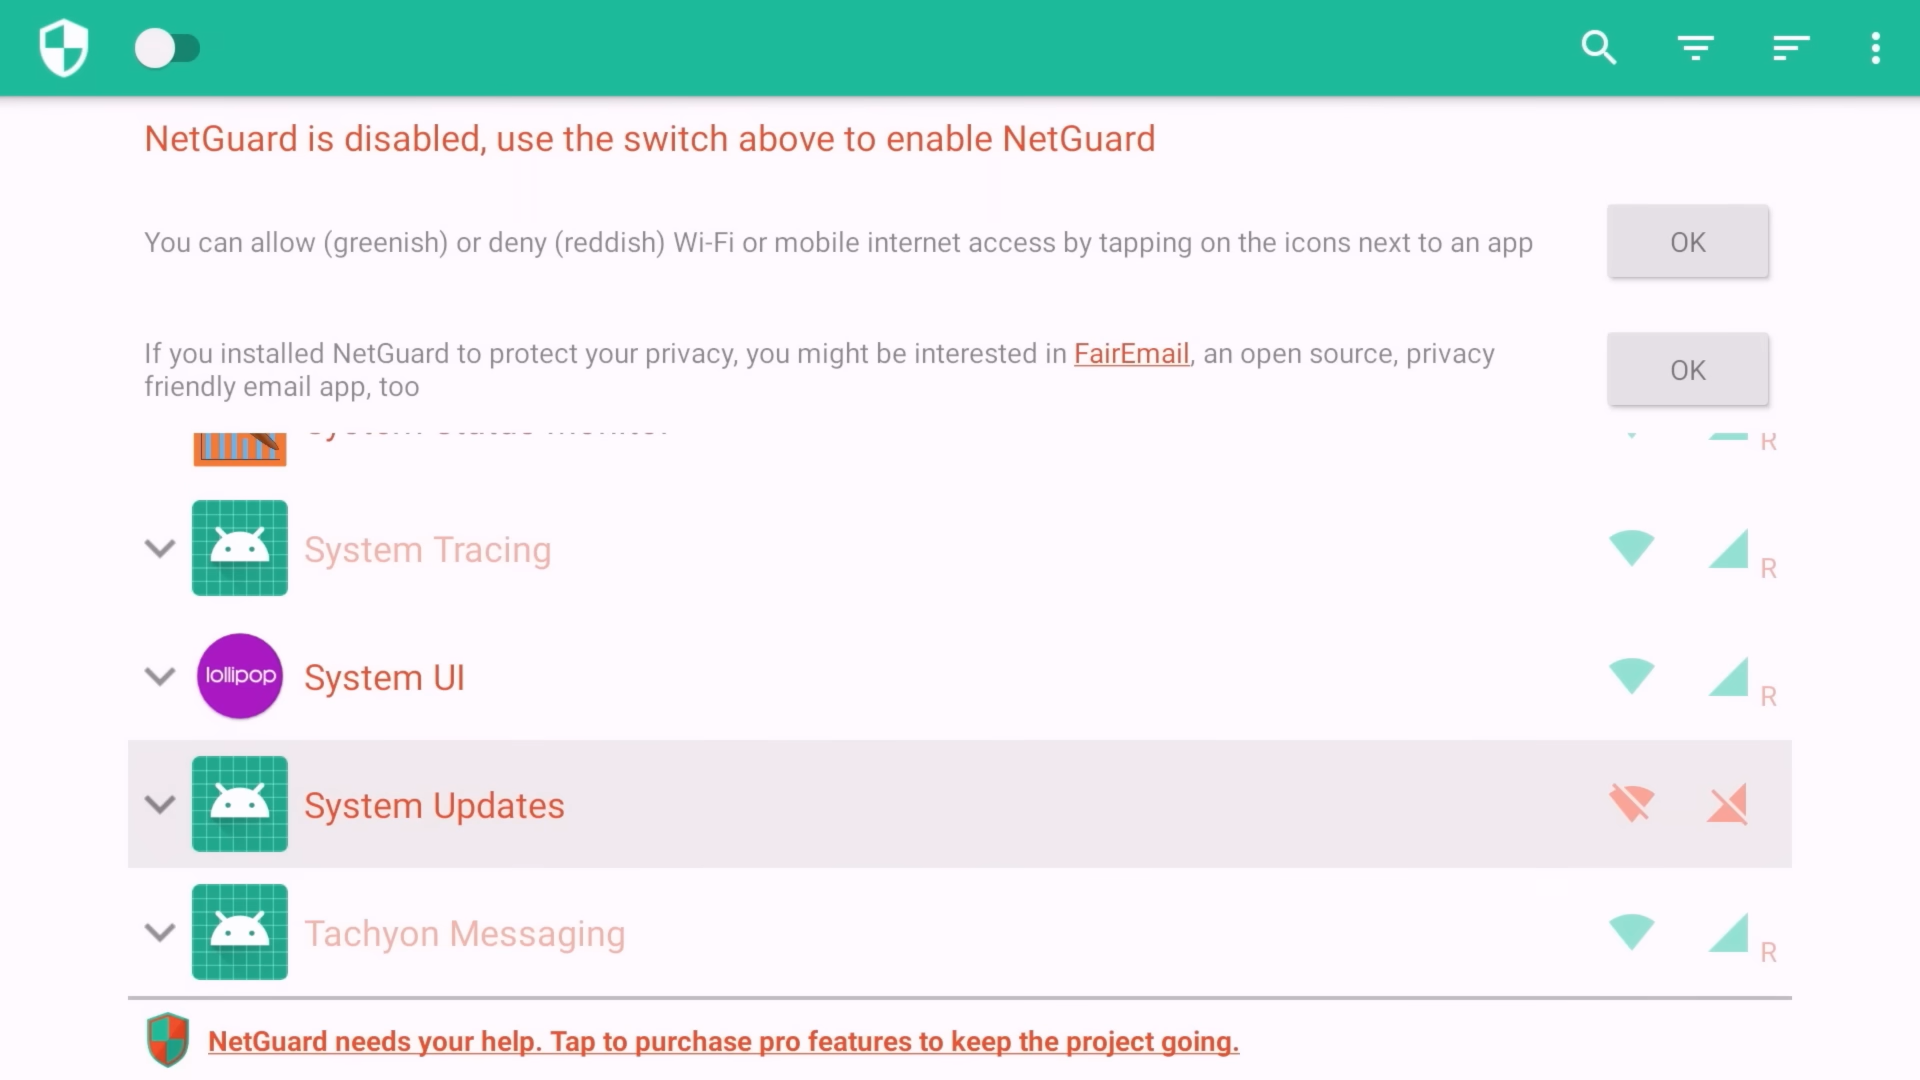 NetGuard is disabled, use the switch above to enable NetGuard
You can allow (greenish) or deny (reddish) Wi-Fi or mobile internet access by tapping on the icons next to an app
OK
If you installed NetGuard to protect your privacy, you might be interested in FairEmail, an open source, privacy
friendly email app, too
OK
System Status Monitor
R
System Tracing
R
lollipop
System UI
R
System Updates
Tachyon Messaging
R
NetGuard needs your help. Tap to purchase pro features to keep the project going.